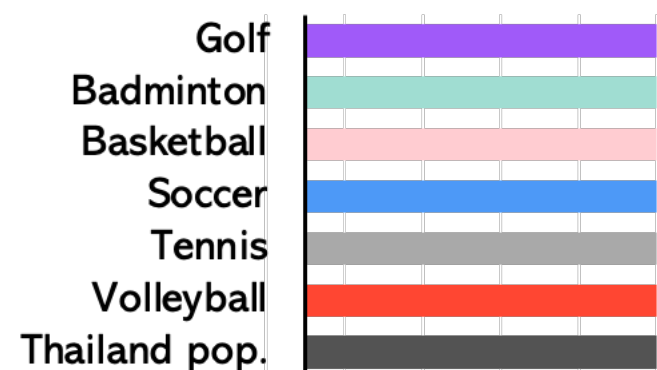 Golf
Badminton
Basketball
Soccer
Tennis
Volleyball
Thailand pop.